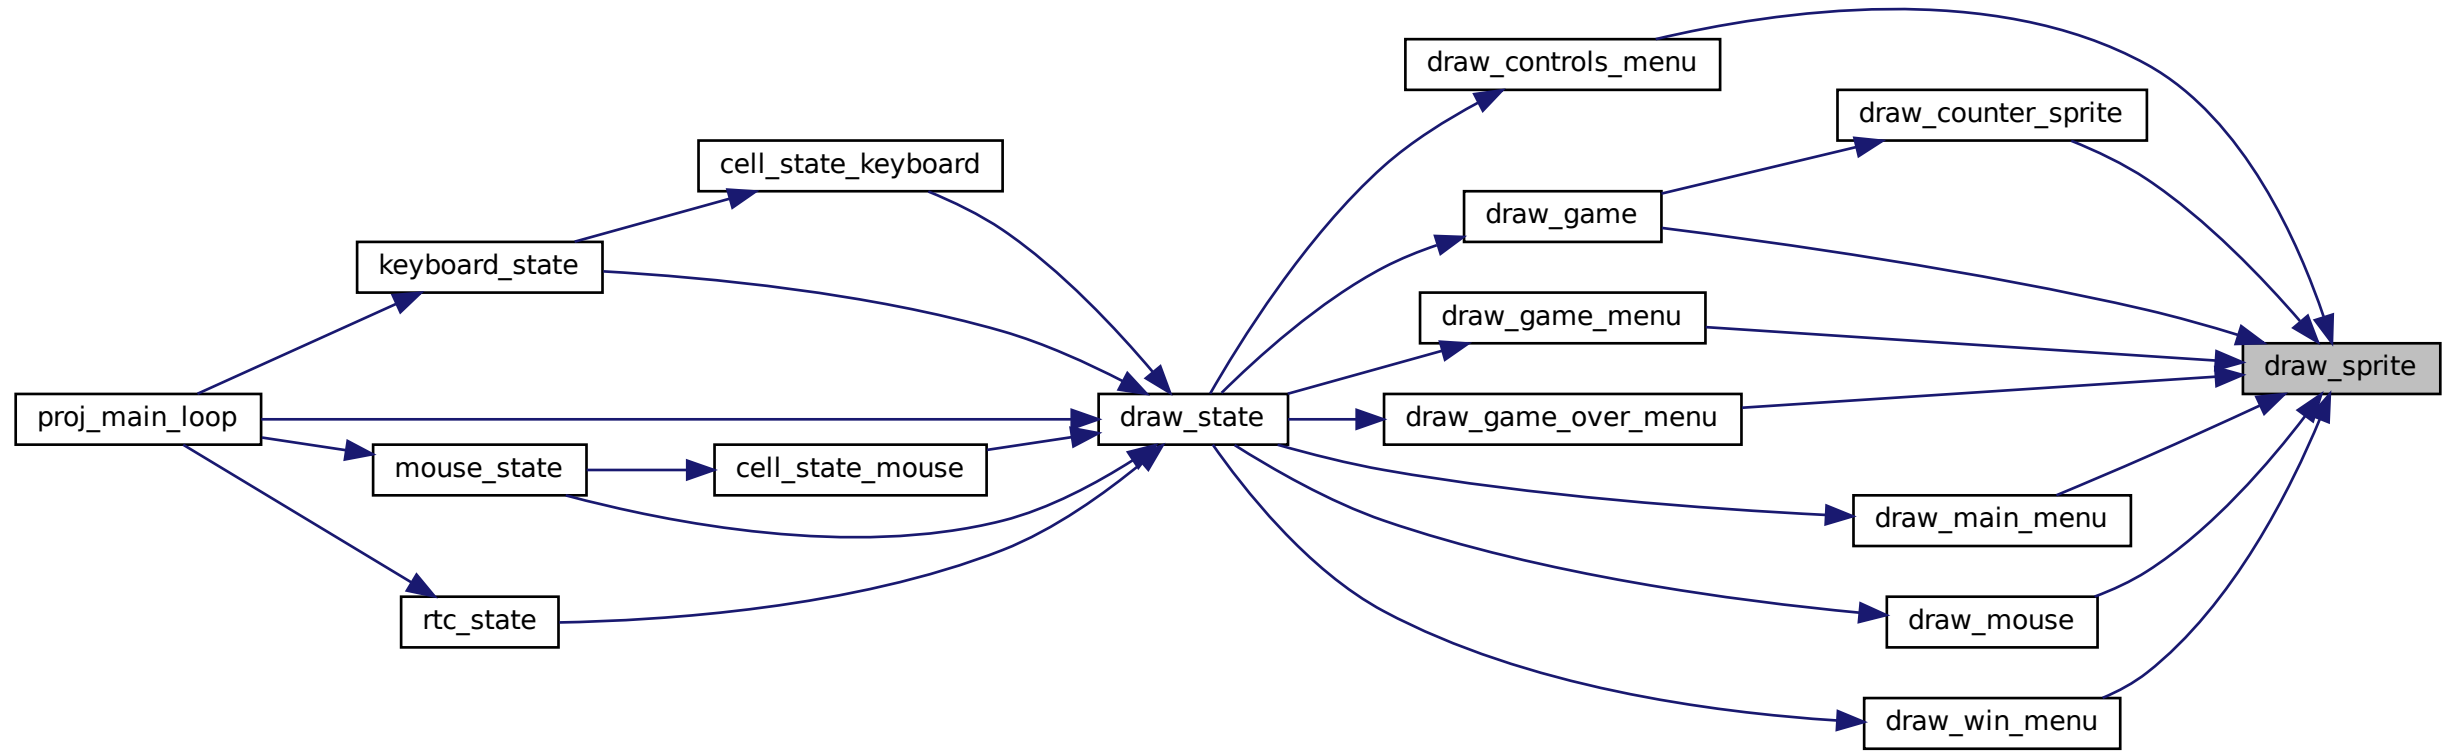 draw_controls_menu
draw_counter_sprite
cell_state_keyboard
draw_game
keyboard_state
draw_game_menu
draw_sprite
proj_main_loop
draw_state
draw_game_over_menu
mouse_state
cell_state_mouse
draw_main_menu
rtc_state
draw_mouse
draw_win_menu